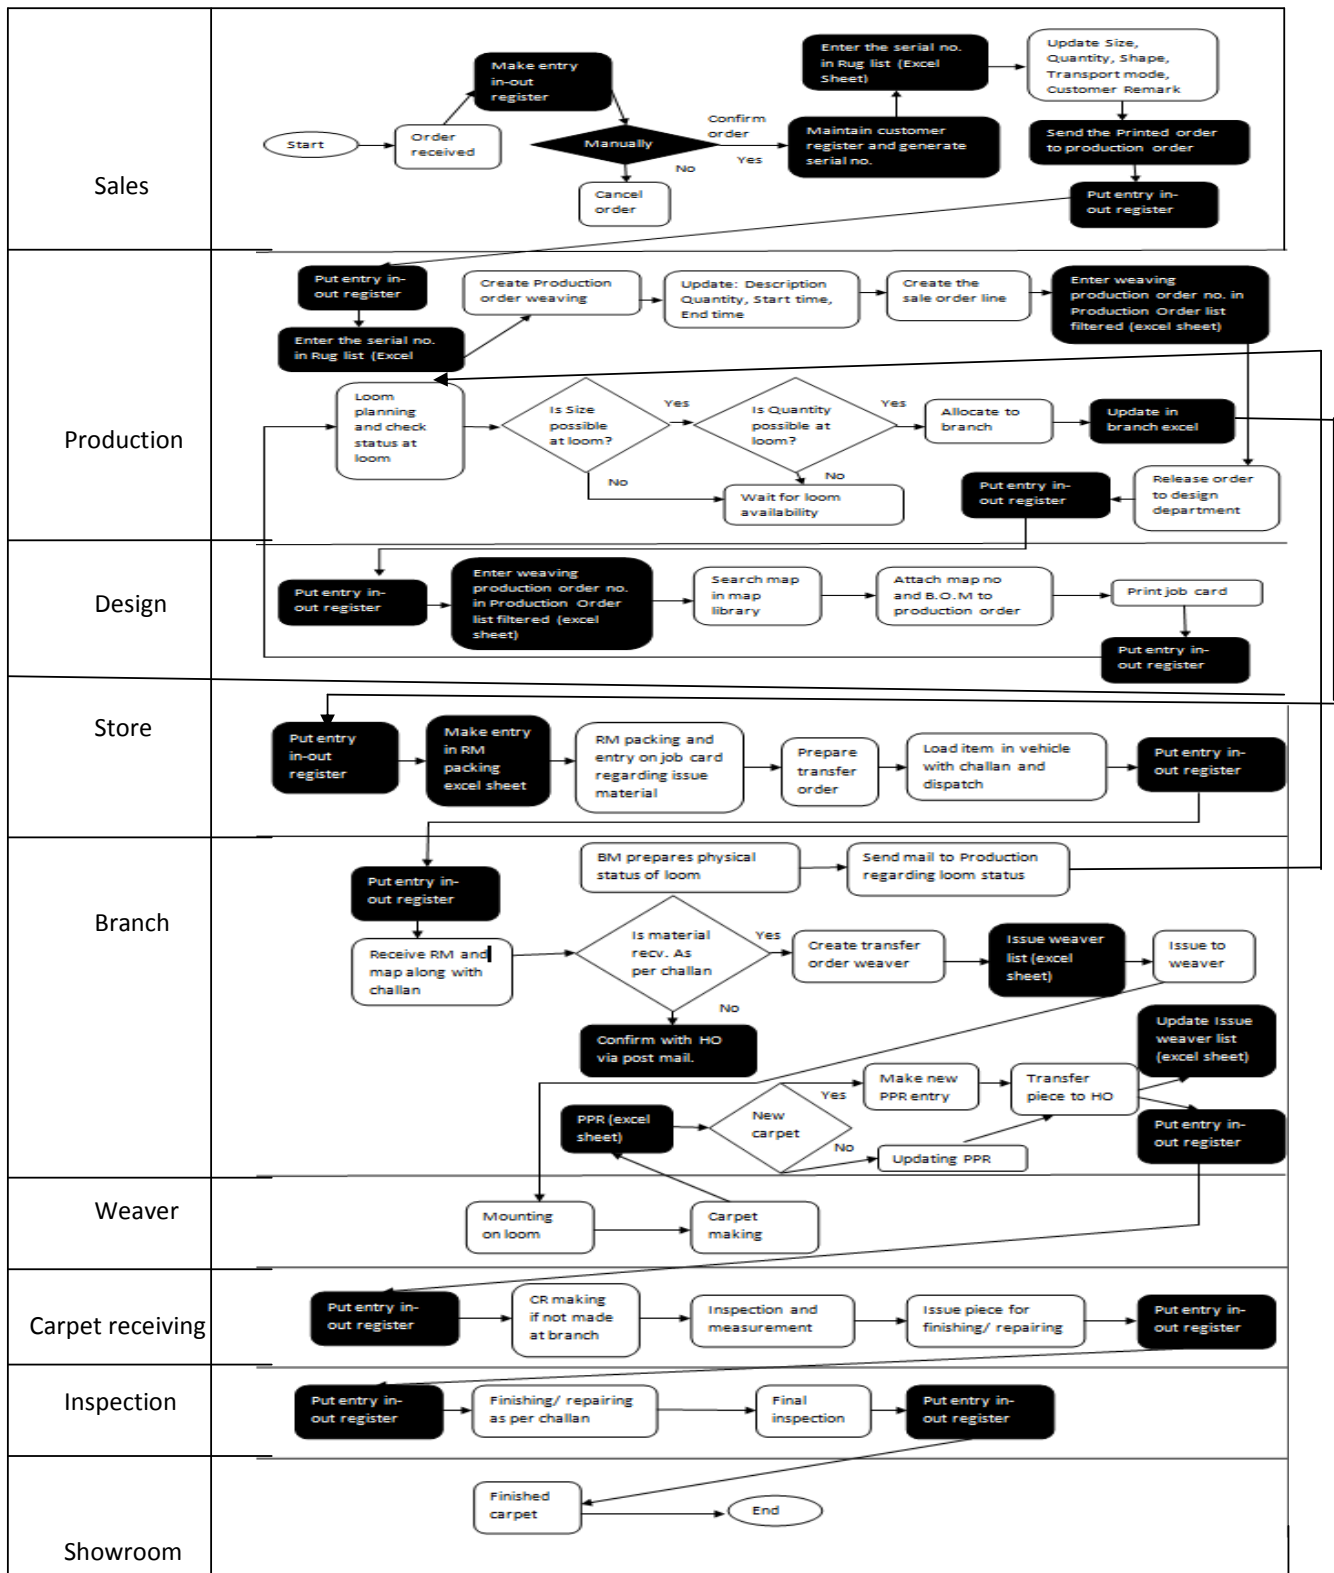 Sales
Start
Order
received
Make entry
in-out
register
Manually
Confirm
order
Yes
No
Cancel
order
Maintain customer
register and generate
serial no.
Enter the serial no.
in Rug list (Excel
Sheet)
Update Size,
Quantity, Shape,
Transport mode,
Customer Remark
Send the Printed order
to production order
Put entry in-
out register
Production
Put entry in-
out register
Enter the serial no.
in Rug list (Excel
Create Production
order weaving
Update: Description
Quantity, Start time,
End time
Create the
sale order line
Enter weaving
production order no. in
Production Order list
filtered (excel sheet)
Loom
planning
and check
status at
loom
Is Size
possible
at loom?
Yes
No
Is Quantity
possible at
loom?
Yes
No
Wait for loom
availability
Allocate to
branch
Update in
branch excel
Release order
to design
department
Put entry in-
out register
Design
Put entry in-
out register
Enter weaving
production order no.
in Production Order
list filtered (excel
sheet)
Search map
in map
library
Attach map no
and B.O.M to
production order
Print job card
Put entry in-
out register
Store
Put entry
in-out
register
Make entry
in RM
packing
excel sheet
RM packing and
entry on job card
regarding issue
material
Prepare
transfer
order
Load item in vehicle
with challan and
dispatch
Put entry in-
out register
Branch
BM prepares physical
status of loom
Send mail to Production
regarding loom status
Put entry in-
out register
Receive RM and
map along with
challan
Is material
recv. As
per challan
Yes
No
Create transfer
order weaver
Issue weaver
list (excel
sheet)
Issue to
weaver
Confirm with HO
via post mail.
PPR (excel
sheet)
New
carpet
Yes
No
Make new
PPR entry
Updating PPR
Transfer
piece to HO
Update Issue
weaver list
(excel sheet)
Put entry in-
out register
Weaver
Mounting
on loom
Carpet
making
Carpet receiving
Put entry in-
out register
CR making
if not made
at branch
Inspection and
measurement
Issue piece for
finishing/ repairing
Put entry in-
out register
Inspection
Put entry in-
out register
Finishing/ repairing
as per challan
Final
inspection
Put entry in-
out register
Showroom
Finished
carpet
End